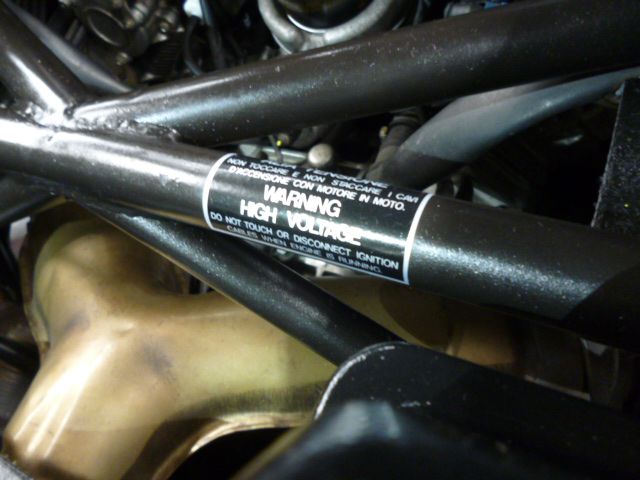 TENSIONE
NON TOCCARE E NON STACCARE I CAVI
D'ACCENSIONE CON MOTORE IN MOTO.
WARNING
HIGH VOLTAGE
DO NOT TOUCH OR DISCONNECT IGNITION
CABLES WHEN ENGINE IS RUNNING.